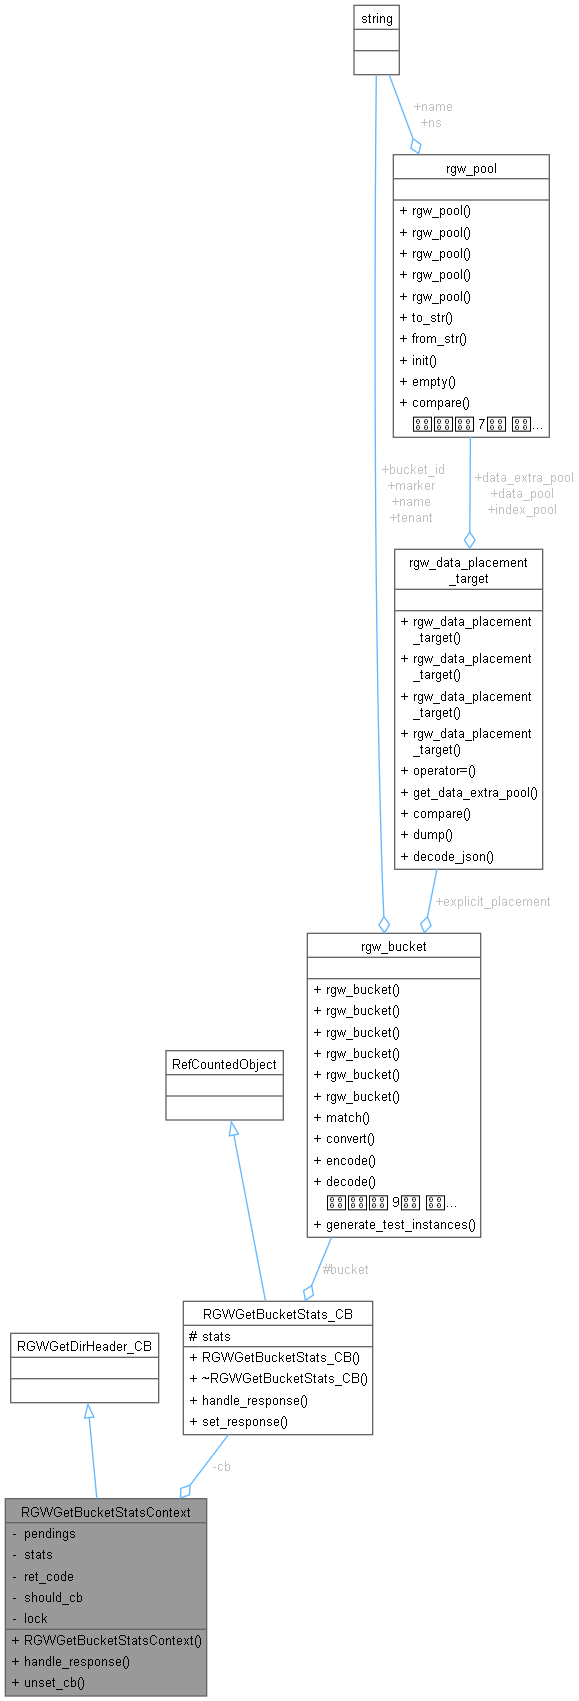 string
+name
+ns
rgw_pool
+ rgw_pool()
+ rgw_pool()
+ rgw_pool()
+ rgw_pool()
+ rgw_pool()
+ to_str()
+ from_str()
+ init()
+ empty()
+ compare()
7 ...
+bucket_id
+marker
+name
+tenant
+data_extra_pool
+data_pool
+index_pool
rgw_data_placement
_target
+ rgw_data_placement
_target()
+ rgw_data_placement
_target()
+ rgw_data_placement
_target()
+ rgw_data_placement
_target()
+ operator=()
+ get_data_extra_pool()
+ compare()
+ dump()
+ decode_json()
+explicit_placement
rgw_bucket
+ rgw_bucket()
+ rgw_bucket()
+ rgw_bucket()
+ rgw_bucket()
+ rgw_bucket()
+ rgw_bucket()
+ match()
+ convert()
+ encode()
+ decode()
9 ...
+ generate_test_instances()
RefCountedObject
#bucket
RGWGetBucketStats_CB
# stats
+ RGWGetBucketStats_CB()
+ ~RGWGetBucketStats_CB()
+ handle_response()
+ set_response()
RGWGetDirHeader_CB
-cb
RGWGetBucketStatsContext
- pendings
- stats
- ret_code
- should_cb
- lock
+ RGWGetBucketStatsContext()
+ handle_response()
+ unset_cb()